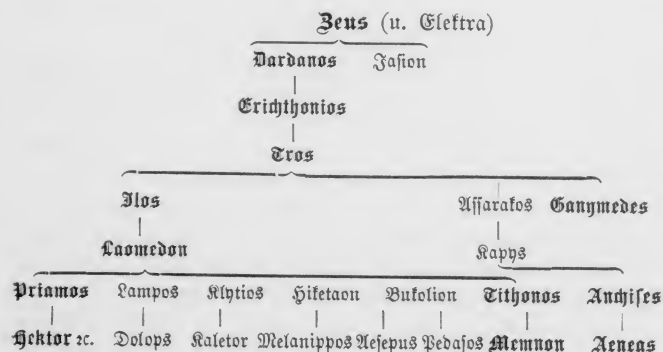 Zeus (u. Elektra)
Dardanos Jasion
Erichthonios
Tros
Ilos Assarakos Ganymedes
Laomedon Kapys
Priamos Lampos Klytios Hiketaon Bukolion Tithonos Anchises
Hektor ꝛc. Dolops Kaletor Melanippos Aesepus Pedasos Memnon Aeneas